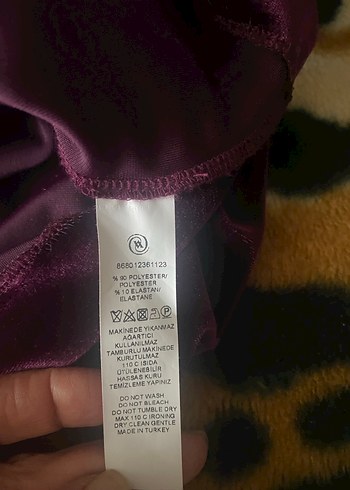 868012361123
% 90 POLYESTER/
POLYESTER
% 10 ELASTAN/
ELASTANE
MAKİNEDE YIKANMAZ
AĞARTICI
KULLANILMAZ
TAMBURLU MAKİNEDE
KURUTULMAZ
110 C ISIDA
ÜTÜLENEBİLİR
HASSAS KURU
TEMİZLEME YAPINIZ
DO NOT WASH
DO NOT BLEACH
DO NOT TUMBLE DRY
MAX 110 C IRONING
DRY CLEAN GENTLE
MADE IN TURKEY